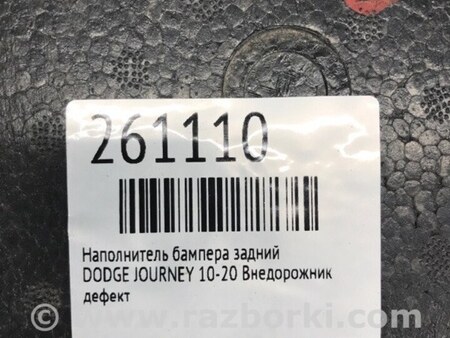 261110
Наполнитель бампера задний
DODGE JOURNEY 10-20 Внедорожник
дефект
© www.razborki.com